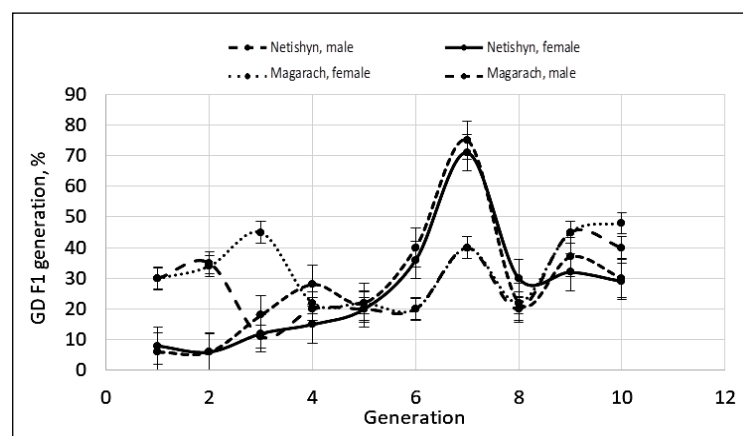 Netishyn, male Netishyn, female
Magarach, female Magarach, male
90
80
70
60
50
40
30
20
10
0
GD F1 generation, %
0 2 4 6 8 10 12
Generation